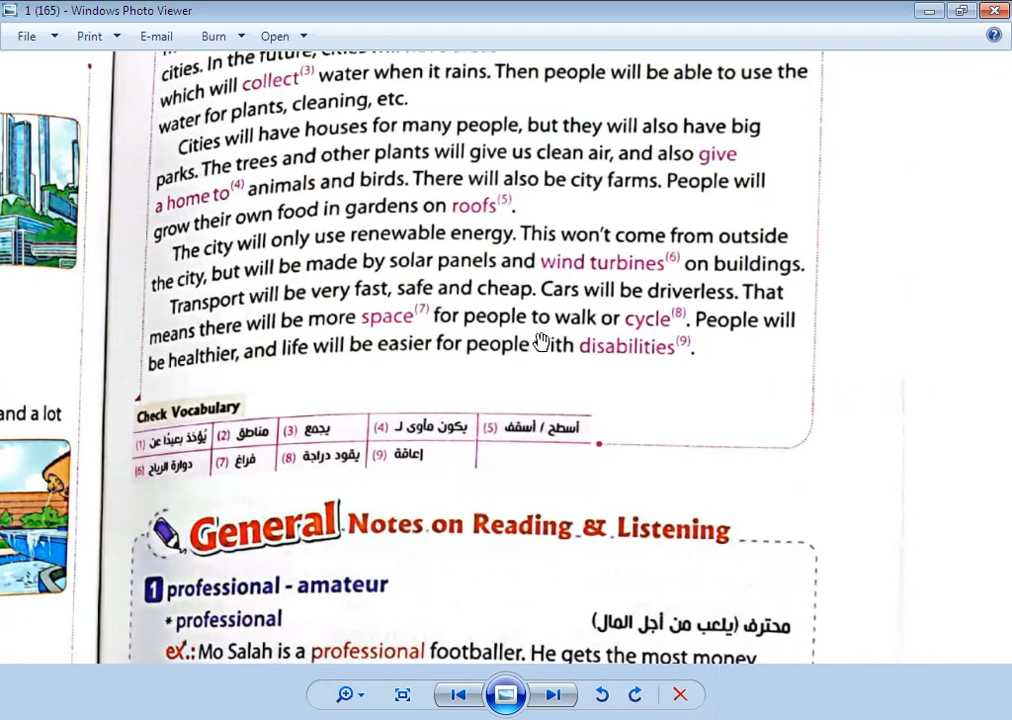 1 (165) - Windows Photo Viewer
File Print E-mail Burn Open
cities. In the future, cities will have
which will collect(3) water when it rains. Then people will be able to use the
water for plants, cleaning, etc.
Cities will have houses for many people, but they will also have big
parks. The trees and other plants will give us clean air, and also give
a home to(4) animals and birds. There will also be city farms. People will
grow their own food in gardens on roofs(5).
The city will only use renewable energy. This won't come from outside
the city, but will be made by solar panels and wind turbines(6) on buildings.
Transport will be very fast, safe and cheap. Cars will be driverless. That
means there will be more space(7) for people to walk or cycle(8). People will
be healthier, and life will be easier for people with disabilities(9).
and a lot
Check Vocabulary
(1) يُؤخذ بعيدًا عن (2) مناطق (3) يجمع (4) يكون مأوى لـ (5) أسطح / أسقف
(6) دوارة الرياح (7) فراغ (8) يقود دراجة (9) إعاقة
General Notes on Reading & Listening
1 professional - amateur
* professional محترف (يلعب من أجل المال)
ex.: Mo Salah is a professional footballer. He gets the most money